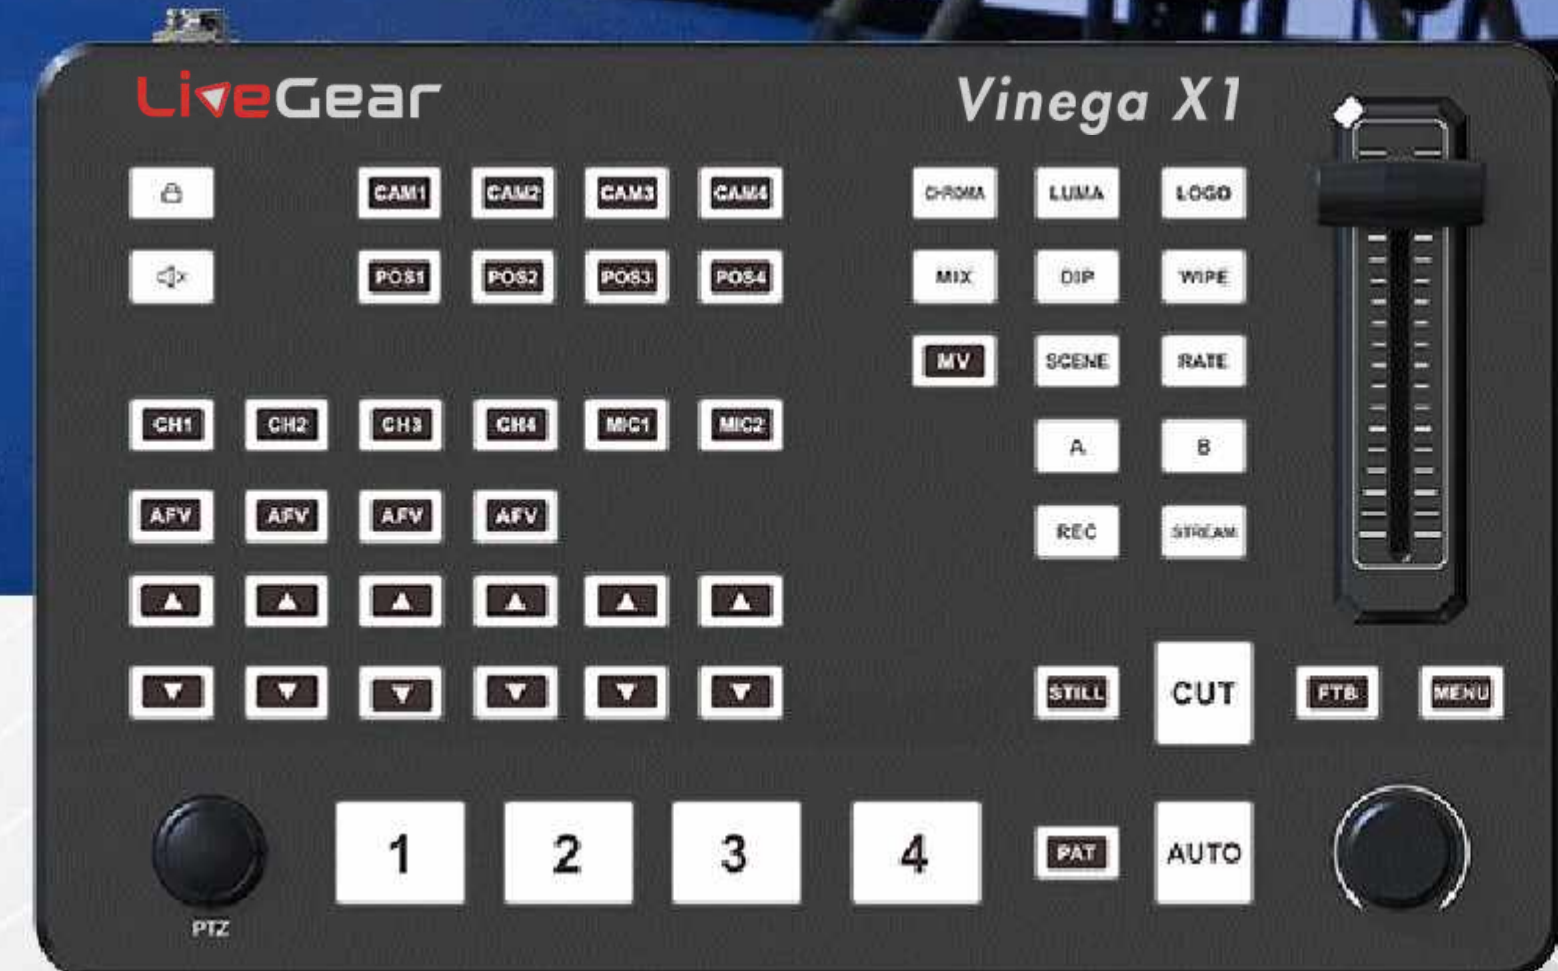 LiveGear Vinega X1
CAM1 CAM2 CAM3 CAM4 CHROMA LUMA LOGO
POS1 POS2 POS3 POS4 MIX DIP WIPE
MV SCENE RATE
CH1 CH2 CH3 CH4 MIC1 MIC2 A B
AFV AFV AFV AFV REC STREAM
STILL CUT FTB MENU
1 2 3 4 PAT AUTO
PTZ